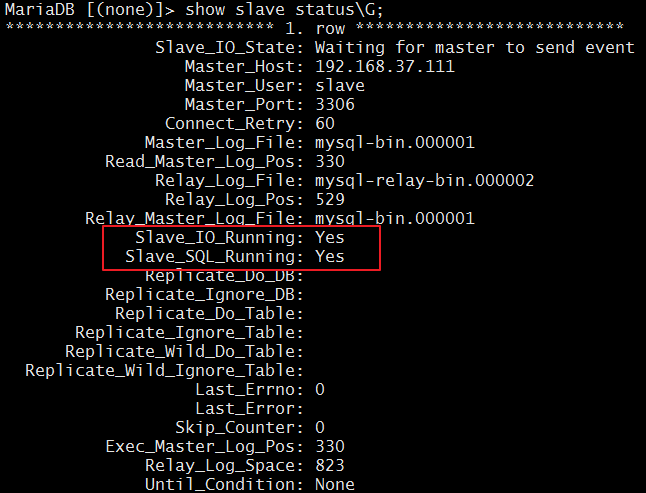 MariaDB [(none)]> show slave status\G;
*************************** 1. row ***************************
Slave_IO_State: Waiting for master to send event
Master_Host: 192.168.37.111
Master_User: slave
Master_Port: 3306
Connect_Retry: 60
Master_Log_File: mysql-bin.000001
Read_Master_Log_Pos: 330
Relay_Log_File: mysql-relay-bin.000002
Relay_Log_Pos: 529
Relay_Master_Log_File: mysql-bin.000001
Slave_IO_Running: Yes
Slave_SQL_Running: Yes
Replicate_Do_DB:
Replicate_Ignore_DB:
Replicate_Do_Table:
Replicate_Ignore_Table:
Replicate_Wild_Do_Table:
Replicate_Wild_Ignore_Table:
Last_Errno: 0
Last_Error:
Skip_Counter: 0
Exec_Master_Log_Pos: 330
Relay_Log_Space: 823
Until_Condition: None